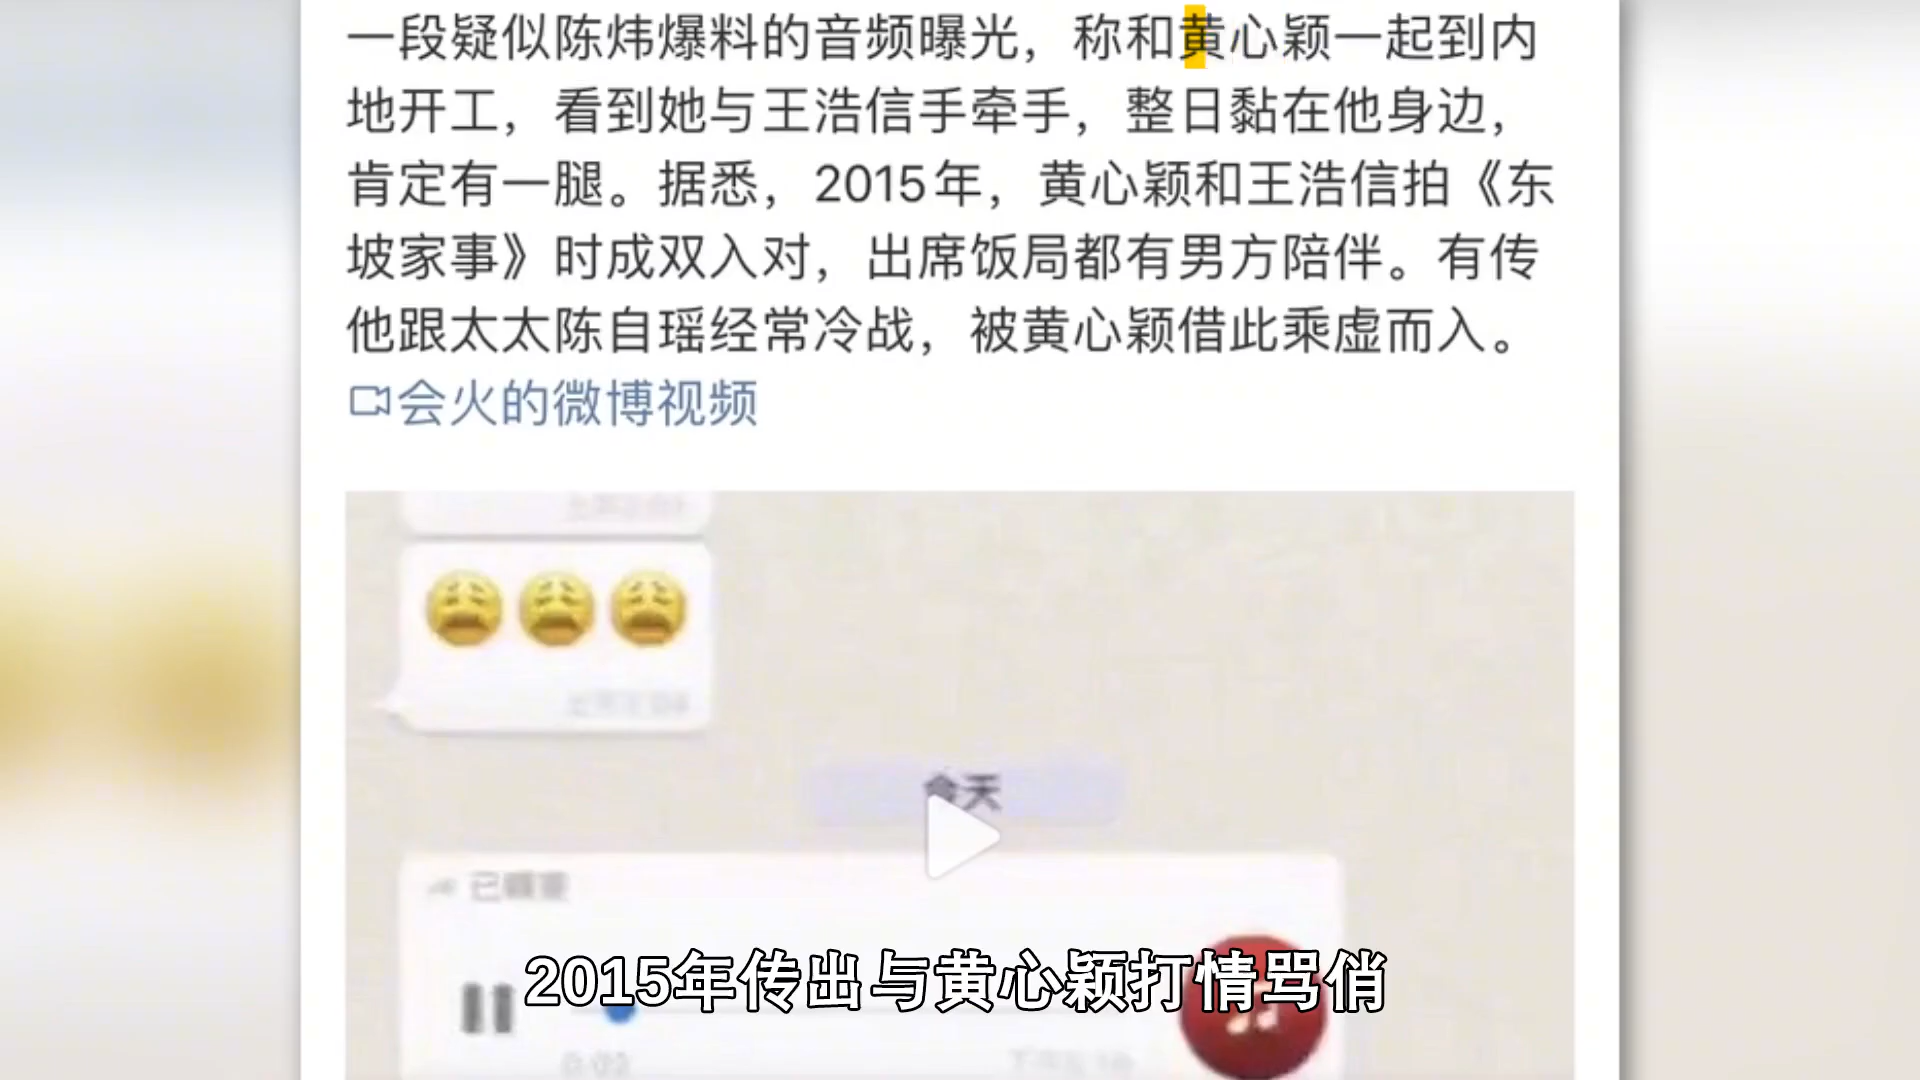 一段疑似陈炜爆料的音频曝光，称和黄心颖一起到内
地开工，看到她与王浩信手牵手，整日黏在他身边，
肯定有一腿。据悉，2015年，黄心颖和王浩信拍《东
坡家事》时成双入对，出席饭局都有男方陪伴。有传
他跟太太陈自瑶经常冷战，被黄心颖借此乘虚而入。
会火的微博视频
今天
2015年传出与黄心颖打情骂俏